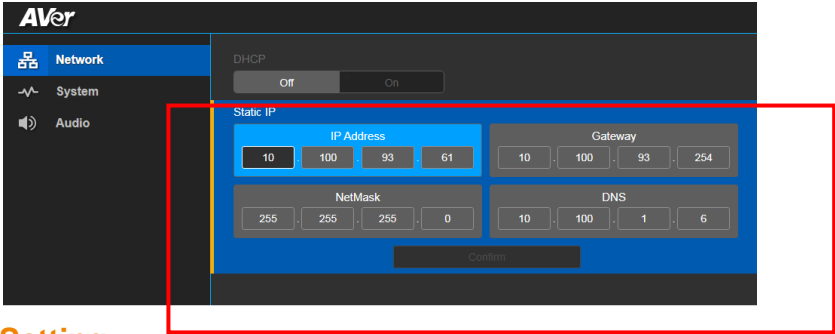 AVer
Network
System
Audio
DHCP
Off On
Static IP
IP Address
10 . 100 . 93 . 61
Gateway
10 . 100 . 93 . 254
NetMask
255 . 255 . 255 . 0
DNS
10 . 100 . 1 . 6
Confirm